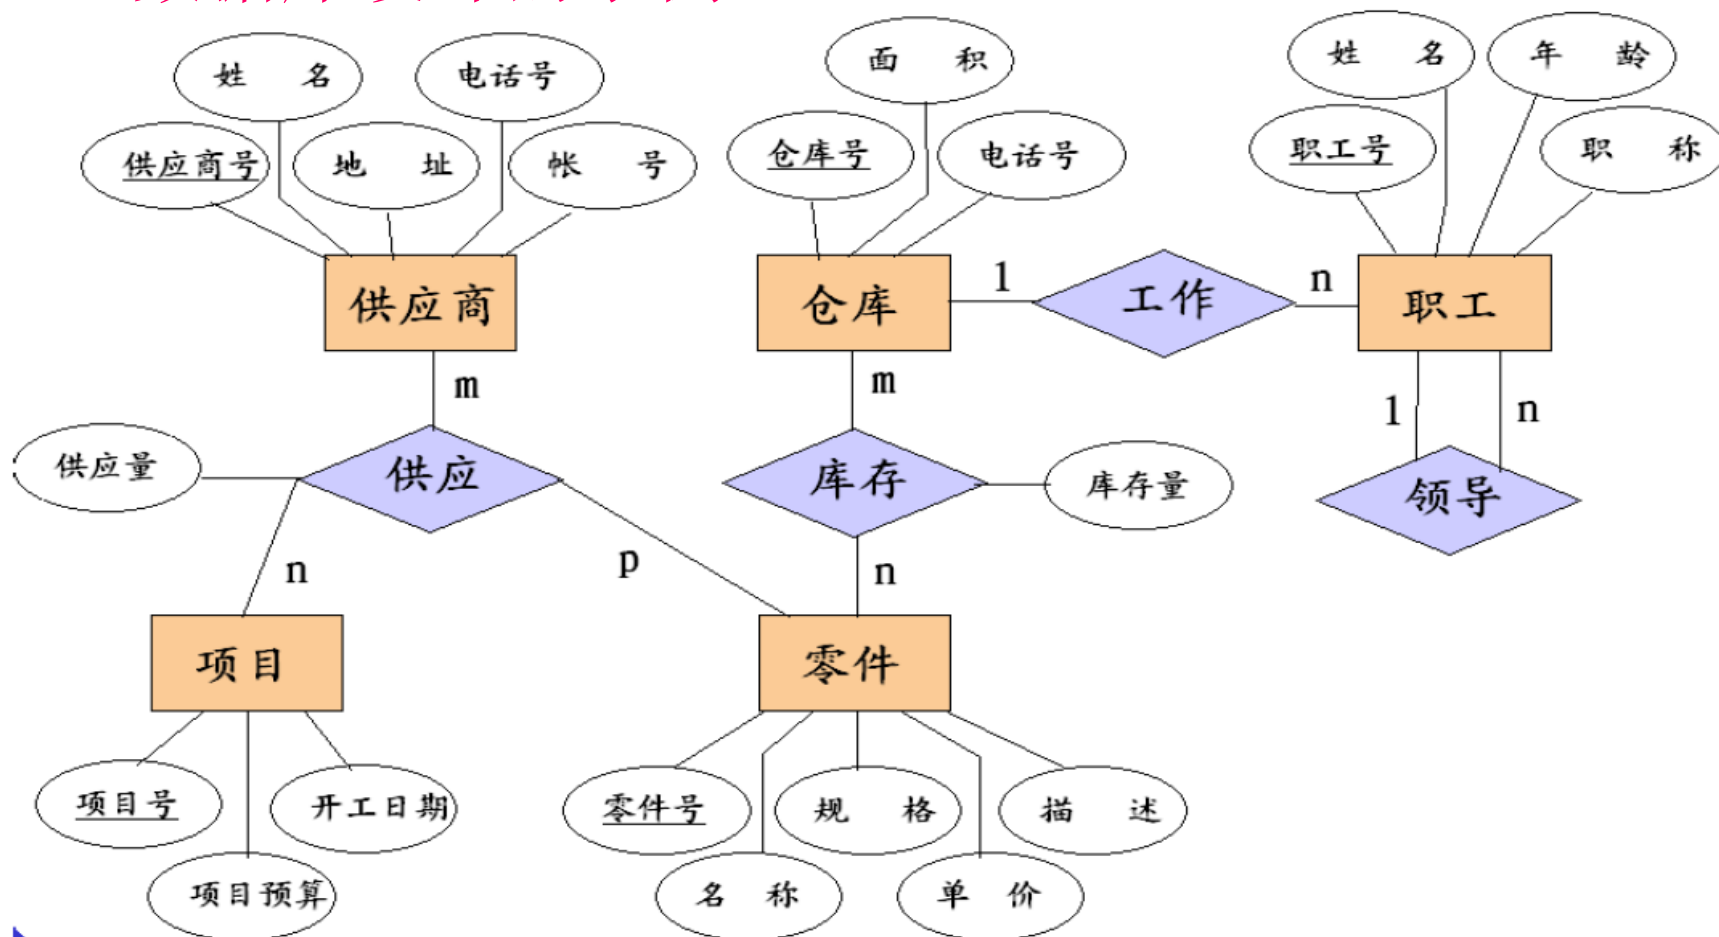 姓 名
电话号
面 积
姓 名
年 龄
供应商号
地 址
帐 号
仓库号
电话号
职工号
职 称
供应商
仓库
1
工作
n
职工
m
m
1
n
供应量
供应
库存
库存量
领导
n
p
n
项目
零件
项目号
开工日期
零件号
规 格
描 述
项目预算
名 称
单 价